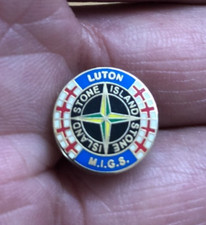 LUTON
STONE ISLAND
STONE ISLAND
M.I.G.S.